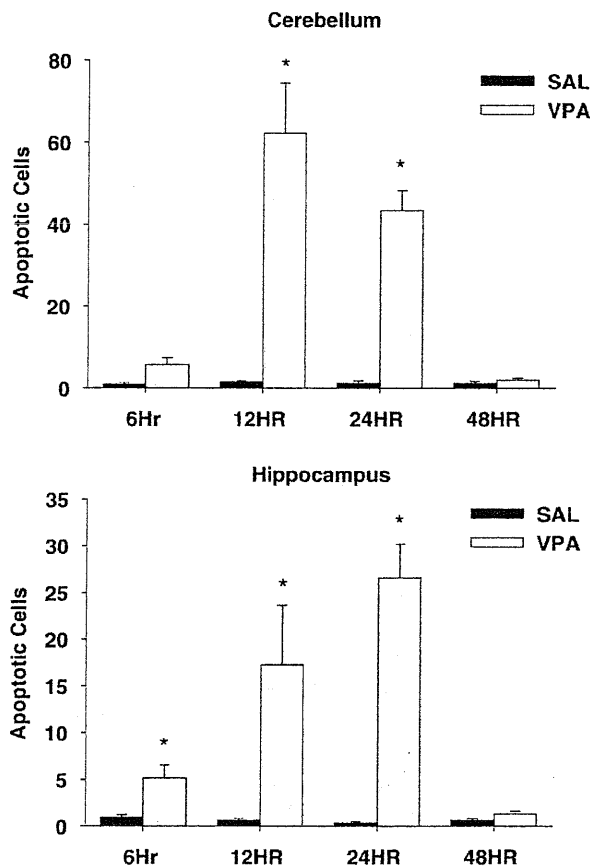 Cerebellum
80
60
40
20
0
Apoptotic Cells
*
*
SAL
VPA
6Hr 12HR 24HR 48HR
Hippocampus
35
30
25
20
15
10
5
0
Apoptotic Cells
*
*
*
SAL
VPA
6Hr 12HR 24HR 48HR